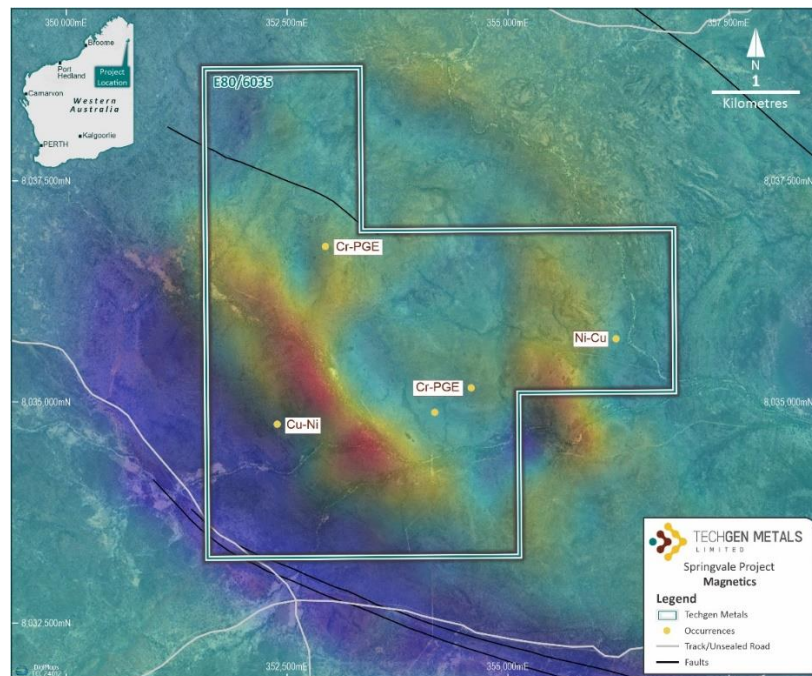 350,000mE
352,500mE
355,000mE
357,500mE
Broome
Port
Hedland
Project
Location
Carnarvon
Western
Australia
Kalgoorlie
PERTH
E80/6035
N
1
Kilometres
8,037,500mN
8,037,500mN
Cr-PGE
Ni-Cu
Cr-PGE
8,035,000mN
8,035,000mN
Cu-Ni
TECHGEN METALS
LIMITED
Springvale Project
Magnetics
Legend
Techgen Metals
Occurrences
Track/Unsealed Road
Faults
8,032,500mN
DigiMaps
352,500mE
355,000mE